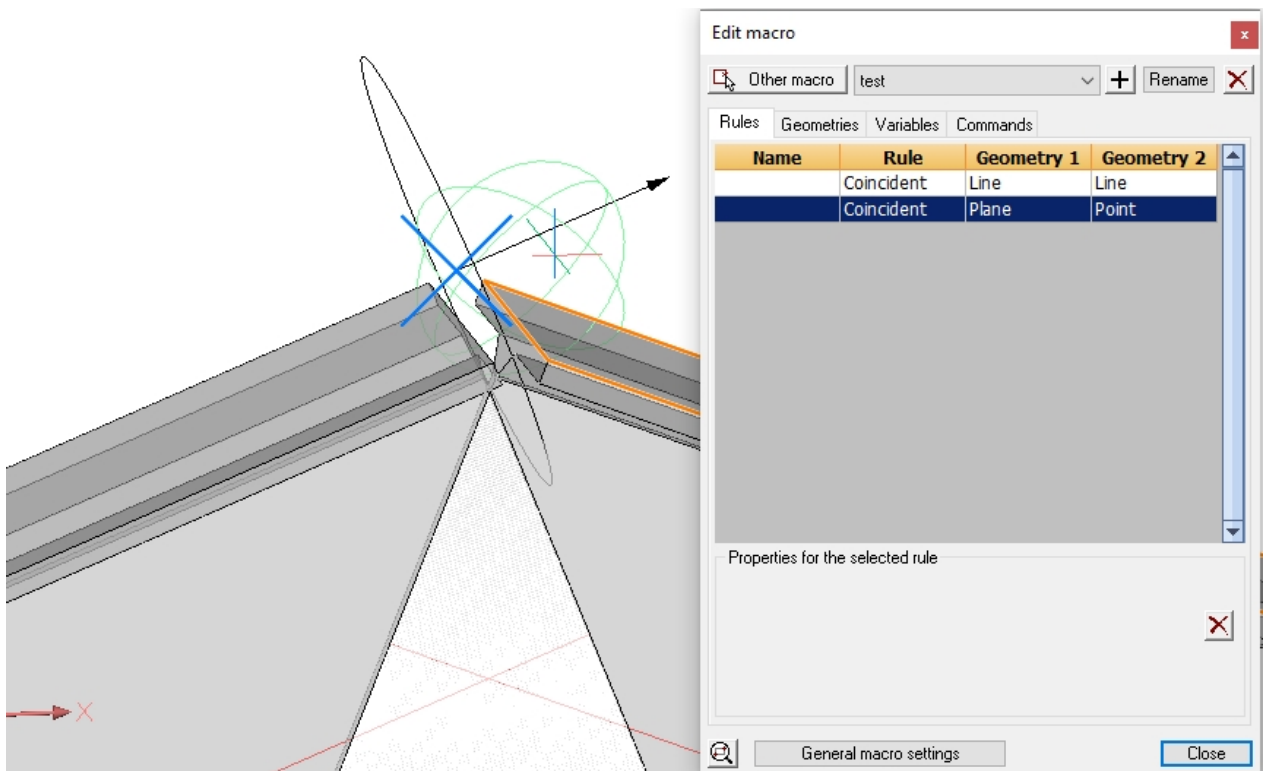 Edit macro
x
Other macro test + Rename
Rules Geometries Variables Commands
Name Rule Geometry 1 Geometry 2
Coincident Line Line
Coincident Plane Point
Properties for the selected rule
X
General macro settings Close